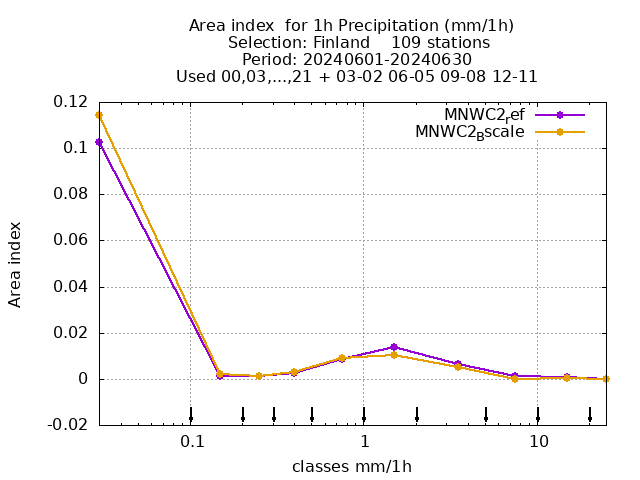 Area index  for 1h Precipitation (mm/1h)
Selection: Finland    109 stations
Period: 20240601-20240630
Used 00,03,...,21 + 03-02 06-05 09-08 12-11
MNWC2ref
MNWC2Bscale
0.12
0.1
0.08
0.06
0.04
0.02
0
-0.02
Area index
0.1 1 10
classes mm/1h